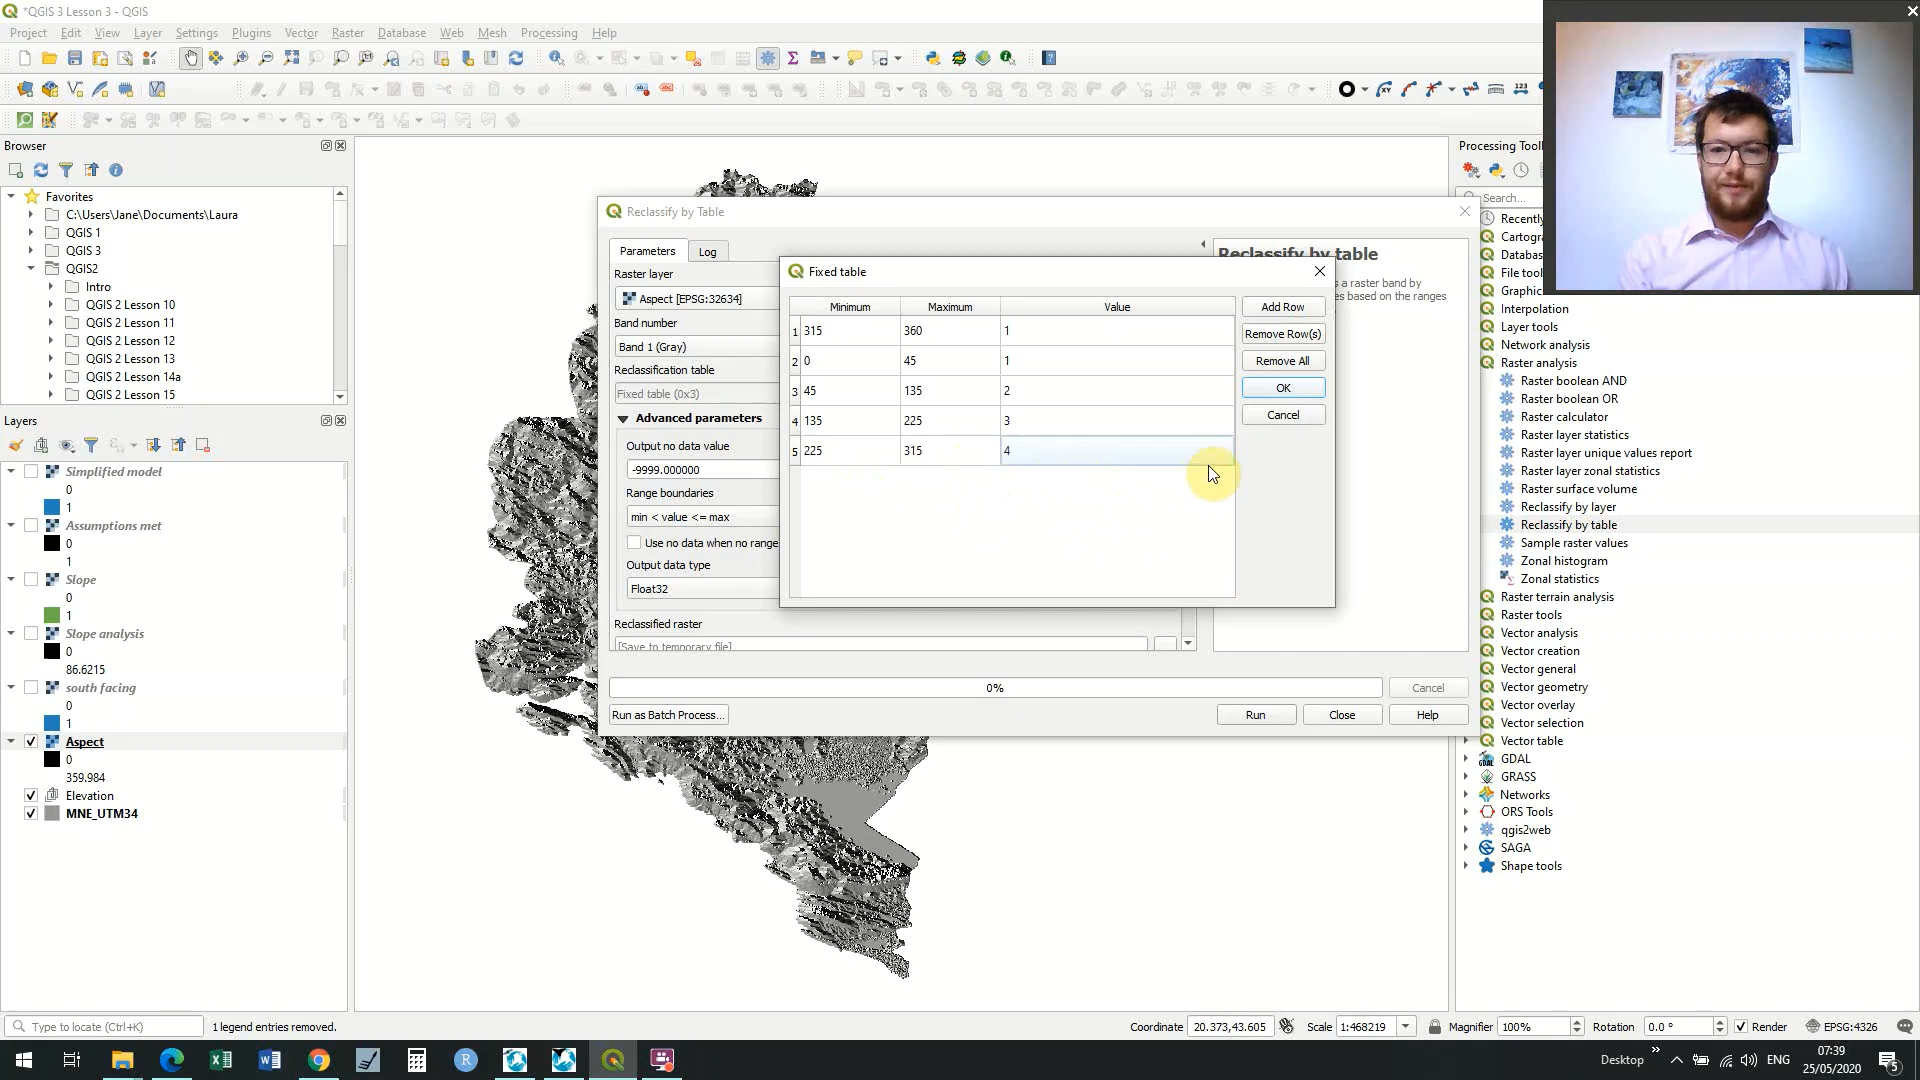 *QGIS 3 Lesson 3 - QGIS
Project Edit View Layer Settings Plugins Vector Raster Database Web Mesh Processing Help
Browser
Favorites
C:\Users\Jane\Documents\Laura
QGIS 1
QGIS 3
QGIS2
Intro
QGIS 2 Lesson 10
QGIS 2 Lesson 11
QGIS 2 Lesson 12
QGIS 2 Lesson 13
QGIS 2 Lesson 14a
QGIS 2 Lesson 15
Layers
Simplified model
0
1
Assumptions met
0
1
Slope
0
1
Slope analysis
0
86.6215
south facing
0
1
Aspect
0
359.984
Elevation
MNE_UTM34
Reclassify by Table
Parameters Log
Raster layer
Aspect [EPSG:32634]
Band number
Band 1 (Gray)
Reclassification table
Fixed table (0x3)
Advanced parameters
Output no data value
-9999.000000
Range boundaries
min < value <= max
Use no data when no range
Output data type
Float32
Reclassified raster
[Save to temporary file]
Reclassify by table
s a raster band by
es based on the ranges
0%
Cancel
Run as Batch Process...
Run Close Help
Fixed table
Minimum Maximum Value
1 315 360 1
2 0 45 1
3 45 135 2
4 135 225 3
5 225 315 4
Add Row
Remove Row(s)
Remove All
OK
Cancel
Processing Tool
Search...
Recently
Cartogr
Databas
File tool
Graphic
Interpolation
Layer tools
Network analysis
Raster analysis
Raster boolean AND
Raster boolean OR
Raster calculator
Raster layer statistics
Raster layer unique values report
Raster layer zonal statistics
Raster surface volume
Reclassify by layer
Reclassify by table
Sample raster values
Zonal histogram
Zonal statistics
Raster terrain analysis
Raster tools
Vector analysis
Vector creation
Vector general
Vector geometry
Vector overlay
Vector selection
Vector table
GDAL
GRASS
Networks
ORS Tools
qgis2web
SAGA
Shape tools
Type to locate (Ctrl+K) 1 legend entries removed. Coordinate 20.373,43.605 Scale 1:468219 Magnifier 100% Rotation 0.0 ° Render EPSG:4326
Desktop ENG 07:39
25/05/2020
5